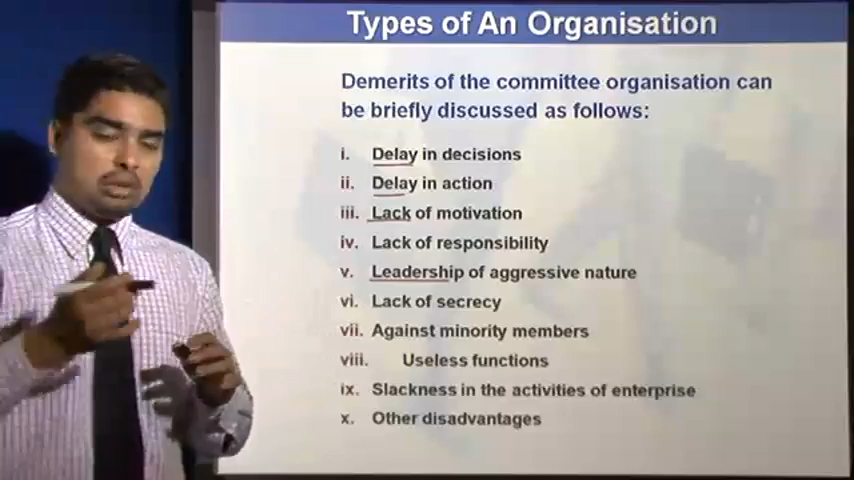 Types of An Organisation
Demerits of the committee organisation can
be briefly discussed as follows:
i. Delay in decisions
ii. Delay in action
iii. Lack of motivation
iv. Lack of responsibility
v. Leadership of aggressive nature
vi. Lack of secrecy
vii. Against minority members
viii. Useless functions
ix. Slackness in the activities of enterprise
x. Other disadvantages